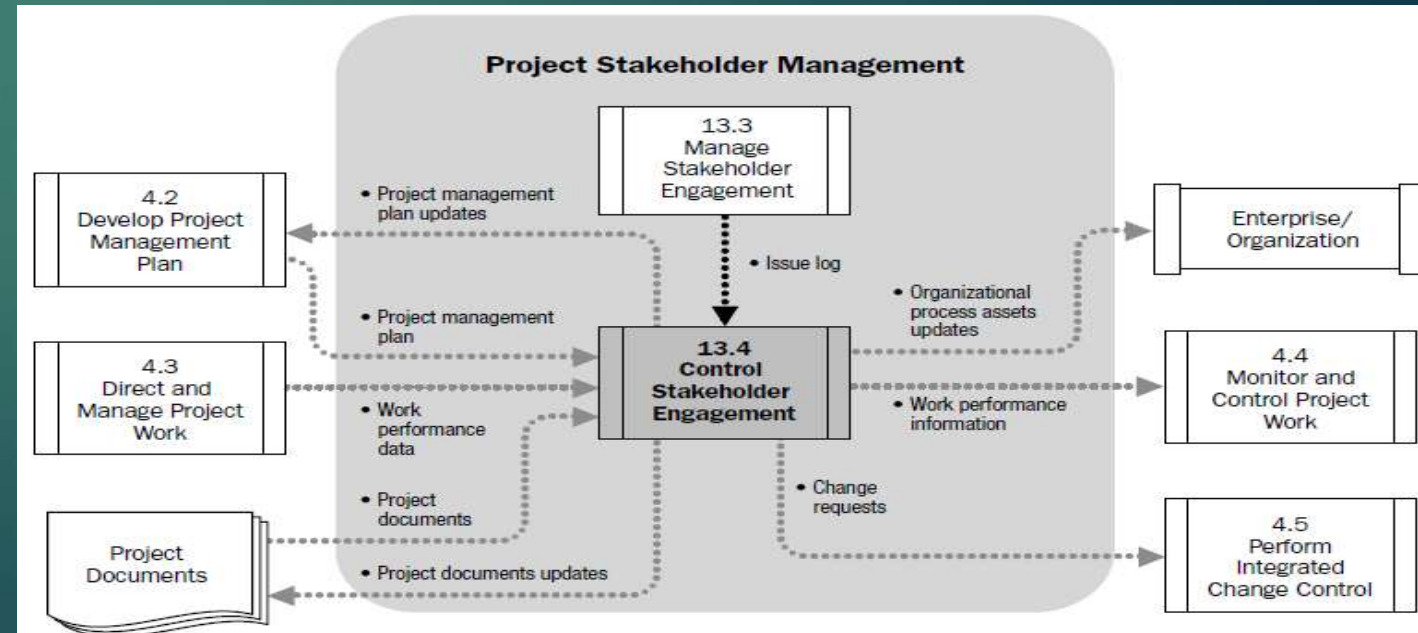 Project Stakeholder Management
13.3
Manage
Stakeholder
Engagement
4.2
Develop Project
Management
Plan
• Project management
plan updates
• Issue log
Enterprise/
Organization
• Organizational
process assets
updates
• Project management
plan
13.4
Control
Stakeholder
Engagement
4.3
Direct and
Manage Project
Work
4.4
Monitor and
Control Project
Work
• Work
performance
data
• Work performance
information
• Project
documents
• Change
requests
Project
Documents
• Project documents updates
4.5
Perform
Integrated
Change Control